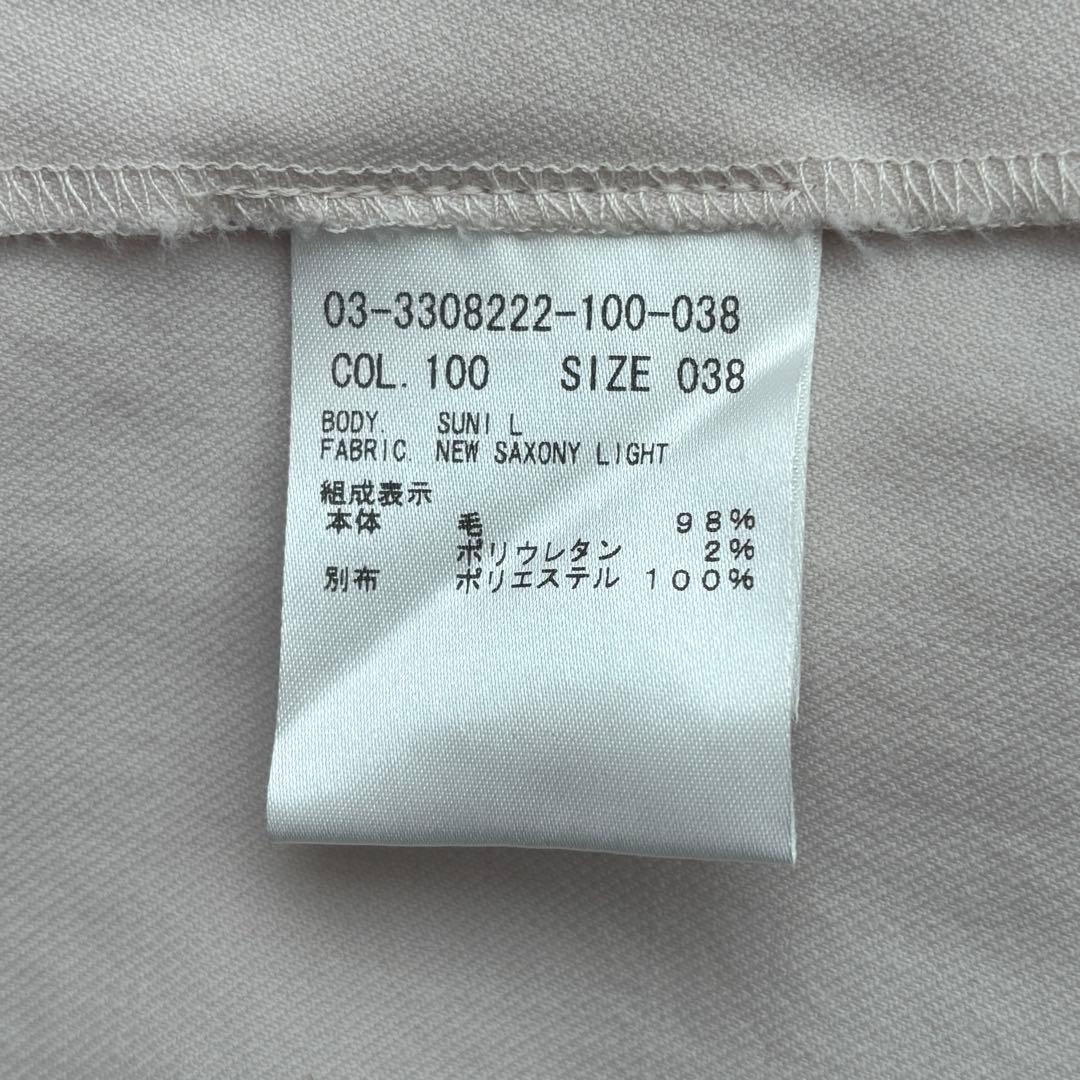 03-3308222-100-038
COL. 100 SIZE 038
BODY. SUNI L
FABRIC. NEW SAXONY LIGHT
組成表示
本体 毛 98%
ポリウレタン 2%
別布 ポリエステル 100%